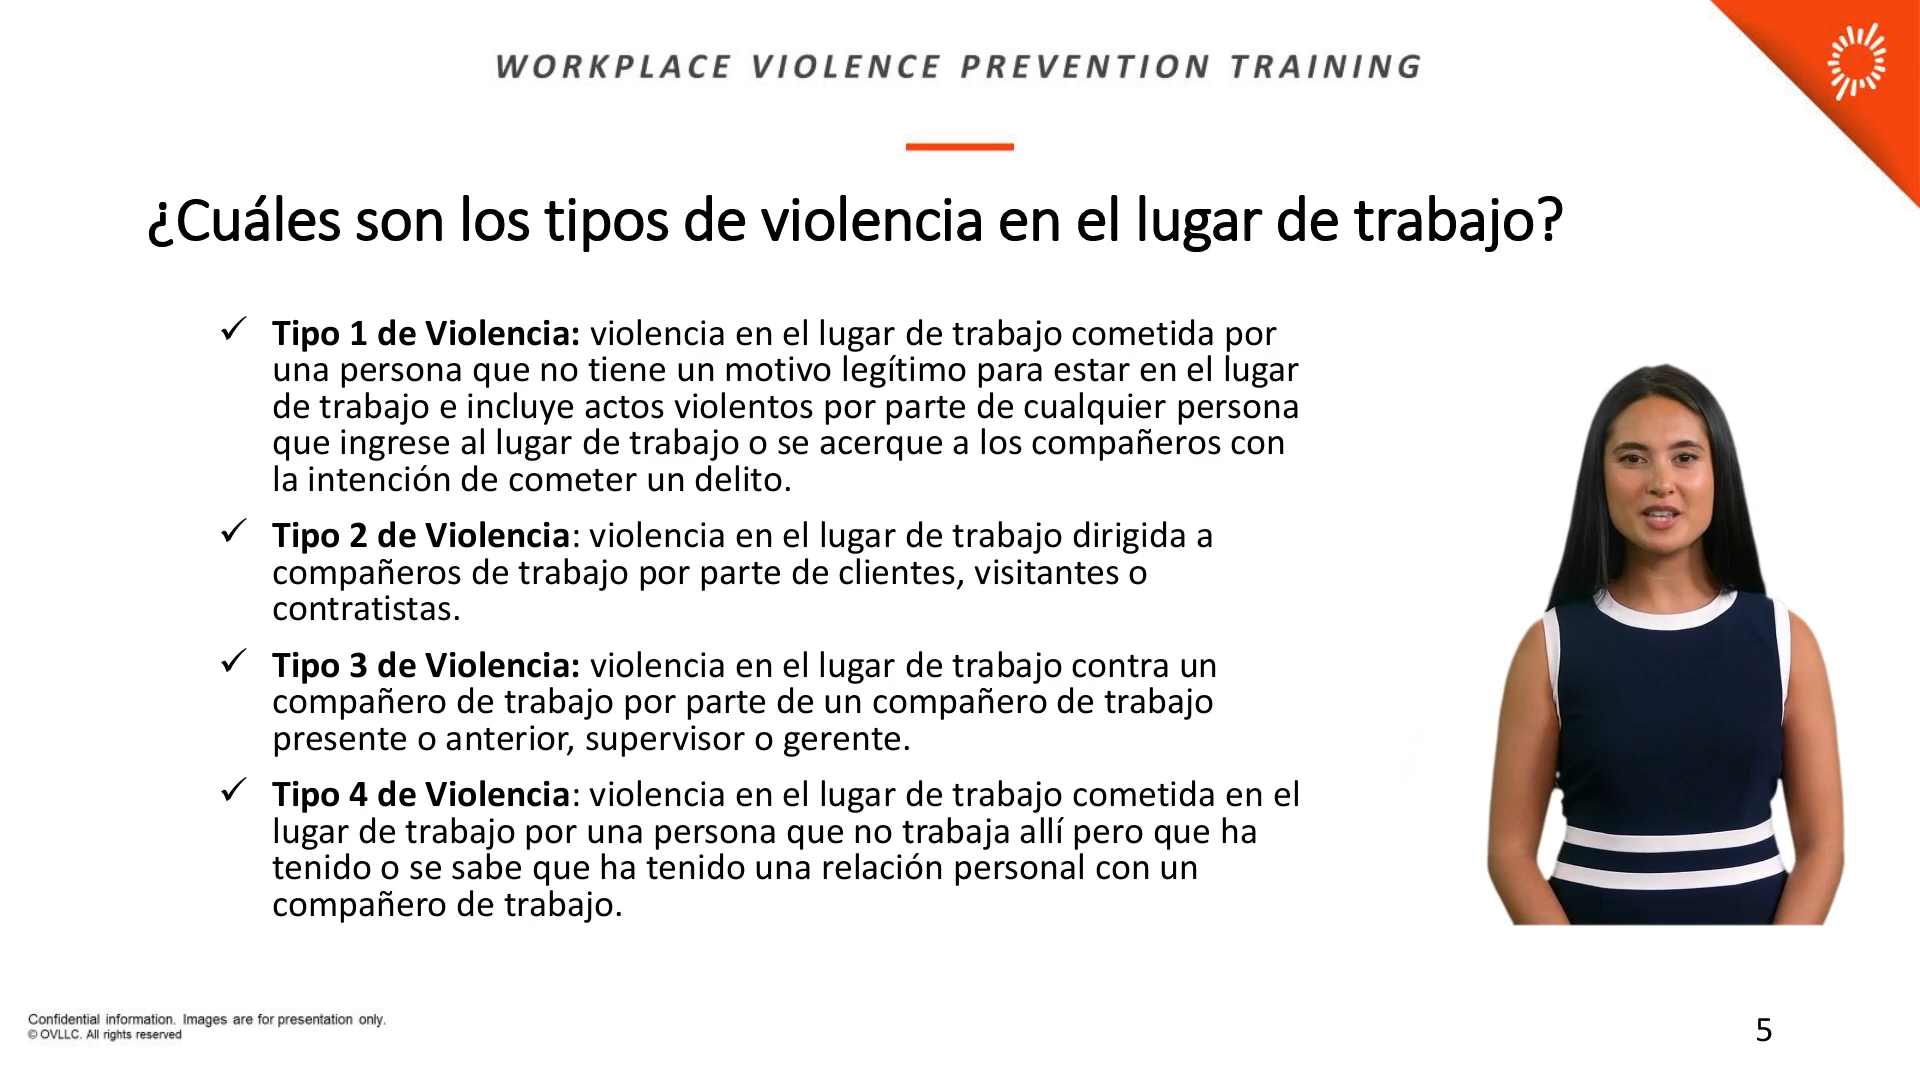 WORKPLACE VIOLENCE PREVENTION TRAINING
¿Cuáles son los tipos de violencia en el lugar de trabajo?
✓ Tipo 1 de Violencia: violencia en el lugar de trabajo cometida por
una persona que no tiene un motivo legítimo para estar en el lugar
de trabajo e incluye actos violentos por parte de cualquier persona
que ingrese al lugar de trabajo o se acerque a los compañeros con
la intención de cometer un delito.
✓ Tipo 2 de Violencia: violencia en el lugar de trabajo dirigida a
compañeros de trabajo por parte de clientes, visitantes o
contratistas.
✓ Tipo 3 de Violencia: violencia en el lugar de trabajo contra un
compañero de trabajo por parte de un compañero de trabajo
presente o anterior, supervisor o gerente.
✓ Tipo 4 de Violencia: violencia en el lugar de trabajo cometida en el
lugar de trabajo por una persona que no trabaja allí pero que ha
tenido o se sabe que ha tenido una relación personal con un
compañero de trabajo.
Confidential information. Images are for presentation only.
© OVLLC. All rights reserved
5